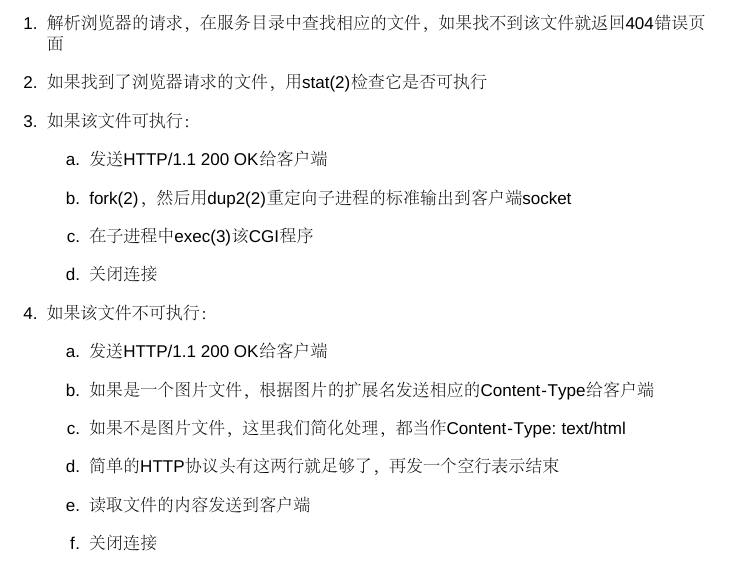 1. 解析浏览器的请求，在服务目录中查找相应的文件，如果找不到该文件就返回404错误页
面
2. 如果找到了浏览器请求的文件，用stat(2)检查它是否可执行
3. 如果该文件可执行：
a. 发送HTTP/1.1 200 OK给客户端
b. fork(2)，然后用dup2(2)重定向子进程的标准输出到客户端socket
c. 在子进程中exec(3)该CGI程序
d. 关闭连接
4. 如果该文件不可执行：
a. 发送HTTP/1.1 200 OK给客户端
b. 如果是一个图片文件，根据图片的扩展名发送相应的Content-Type给客户端
c. 如果不是图片文件，这里我们简化处理，都当作Content-Type: text/html
d. 简单的HTTP协议头有这两行就足够了，再发一个空行表示结束
e. 读取文件的内容发送到客户端
f. 关闭连接